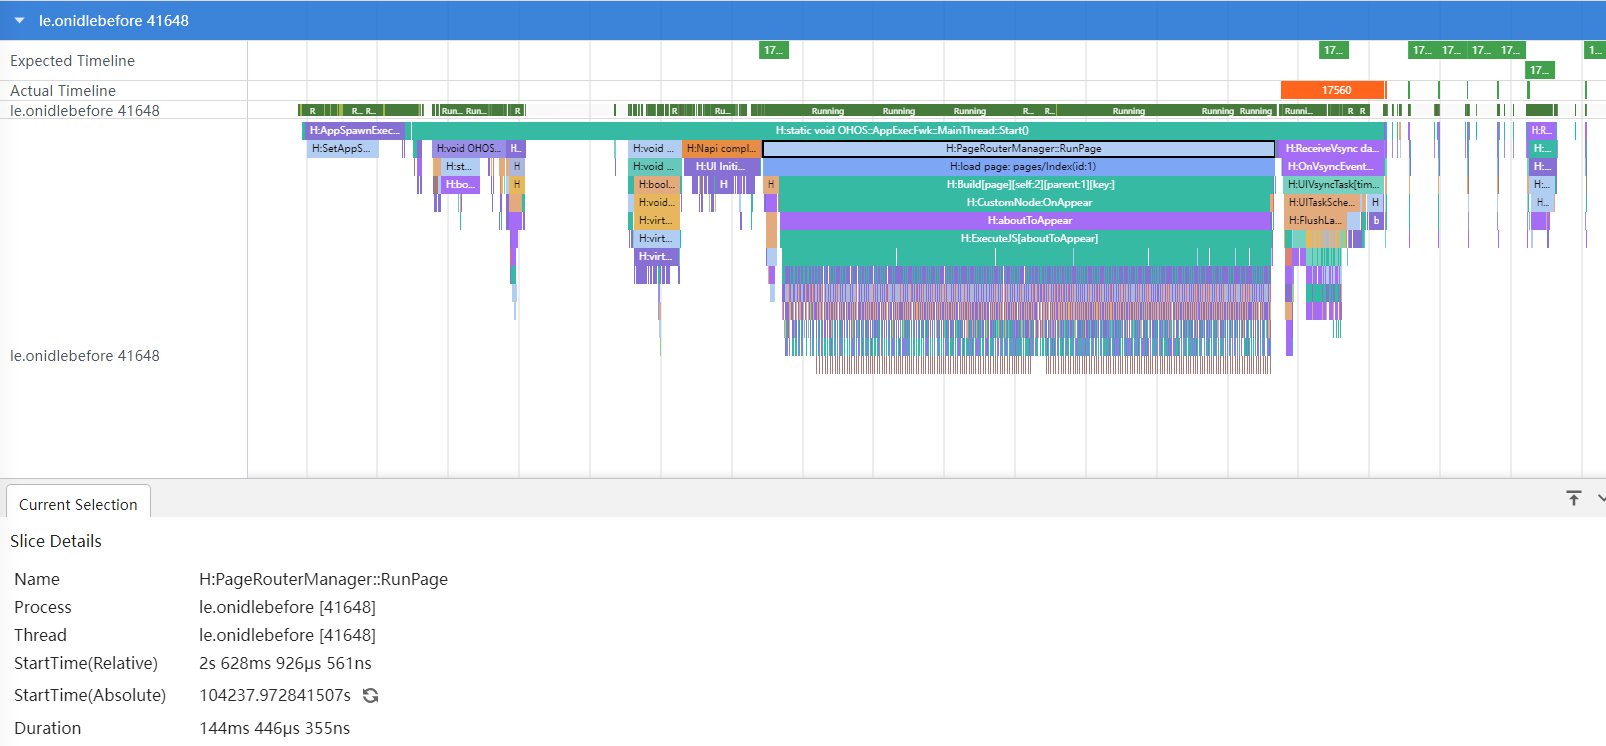 le.onidlebefore 41648
Expected Timeline
17... 17... 17... 17... 17... 17... 1...
17...
Actual Timeline
17560
le.onidlebefore 41648
R R... R... Run... Run... R R Ru... Running Running Running R... R... Running Running Running Runni... R R
H:AppSpawnExec... H:static void OHOS::AppExecFwk::MainThread::Start() H:R...
H:SetAppS... H:void OHOS... H... H:void ... H:Napi compl... H:PageRouterManager::RunPage H:ReceiveVsync da... H:...
H:st... H H:void ... H:UI Initi... H:load page: pages/Index(id:1) H:OnVsyncEvent... H:...
H:bo... H H:bool... H H H:Build[page][self:2][parent:1][key:] H:UIVsyncTask[tim... H:...
H:void... H:CustomNode:OnAppear H:UITaskSche... H H...
H:virt... H:aboutToAppear H:FlushLa... b
H:virt... H:ExecuteJS[aboutToAppear]
H:virt...
le.onidlebefore 41648
Current Selection
Slice Details
Name H:PageRouterManager::RunPage
Process le.onidlebefore [41648]
Thread le.onidlebefore [41648]
StartTime(Relative) 2s 628ms 926μs 561ns
StartTime(Absolute) 104237.972841507s
Duration 144ms 446μs 355ns